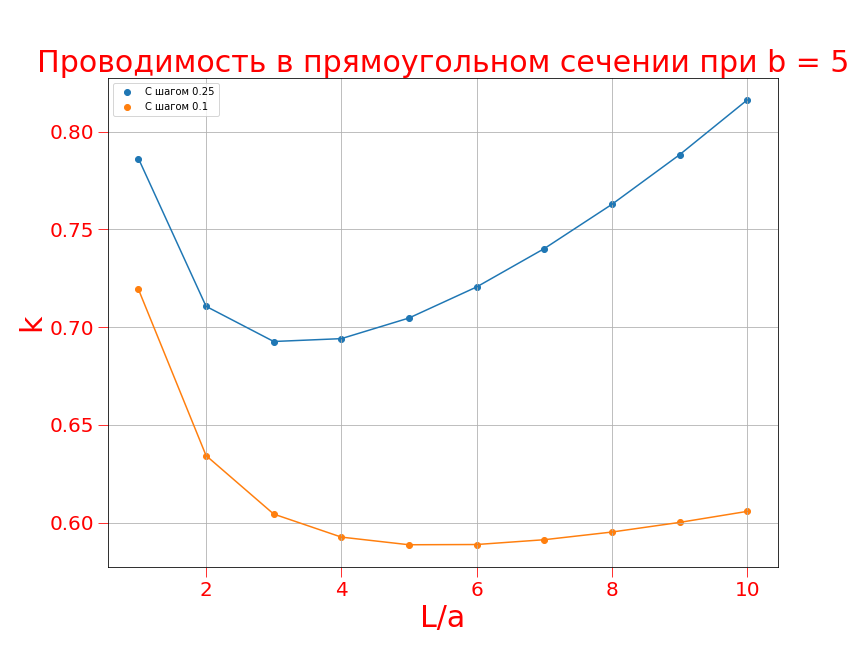 Проводимость в прямоугольном сечении при b = 5
С шагом 0.25
С шагом 0.1
0.80
0.75
0.70
0.65
0.60
k
2 4 6 8 10
L/a